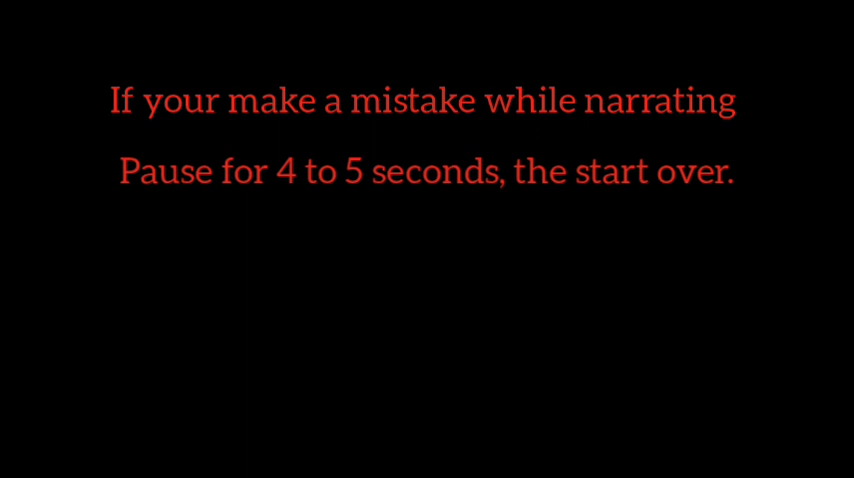 If your make a mistake while narrating
Pause for 4 to 5 seconds, the start over.